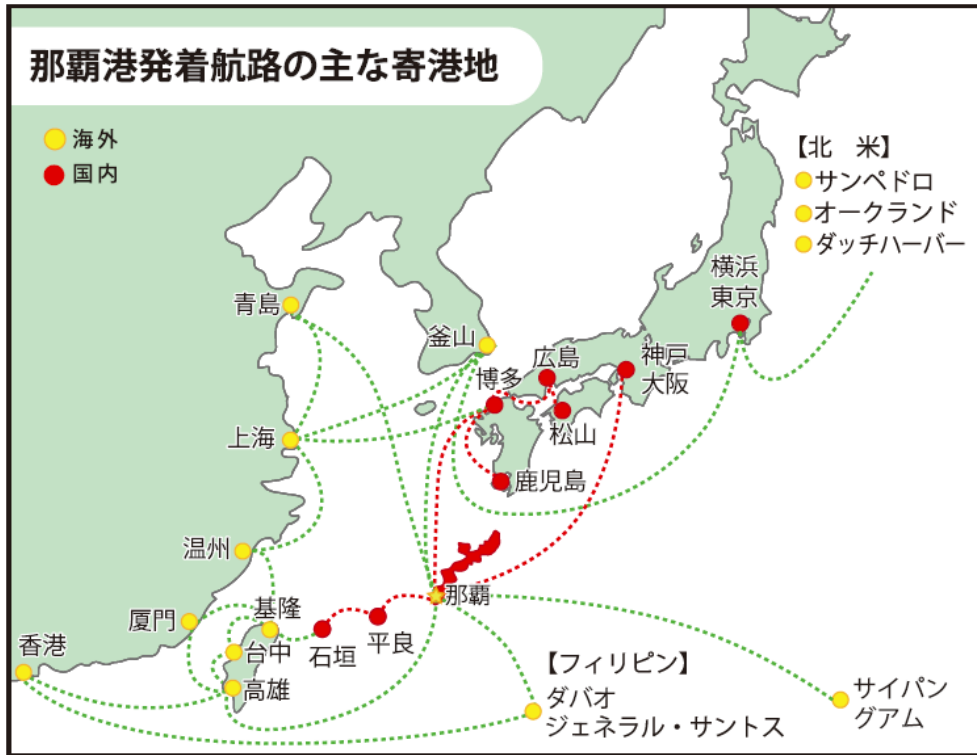 那覇港発着航路の主な寄港地
海外
国内
【北　米】
サンペドロ
オークランド
ダッチハーバー
横浜
東京
青島
釜山
広島
神戸
大阪
博多
松山
上海
鹿児島
温州
那覇
厦門
基隆
石垣
平良
香港
台中
高雄
【フィリピン】
ダバオ
ジェネラル・サントス
サイパン
グアム